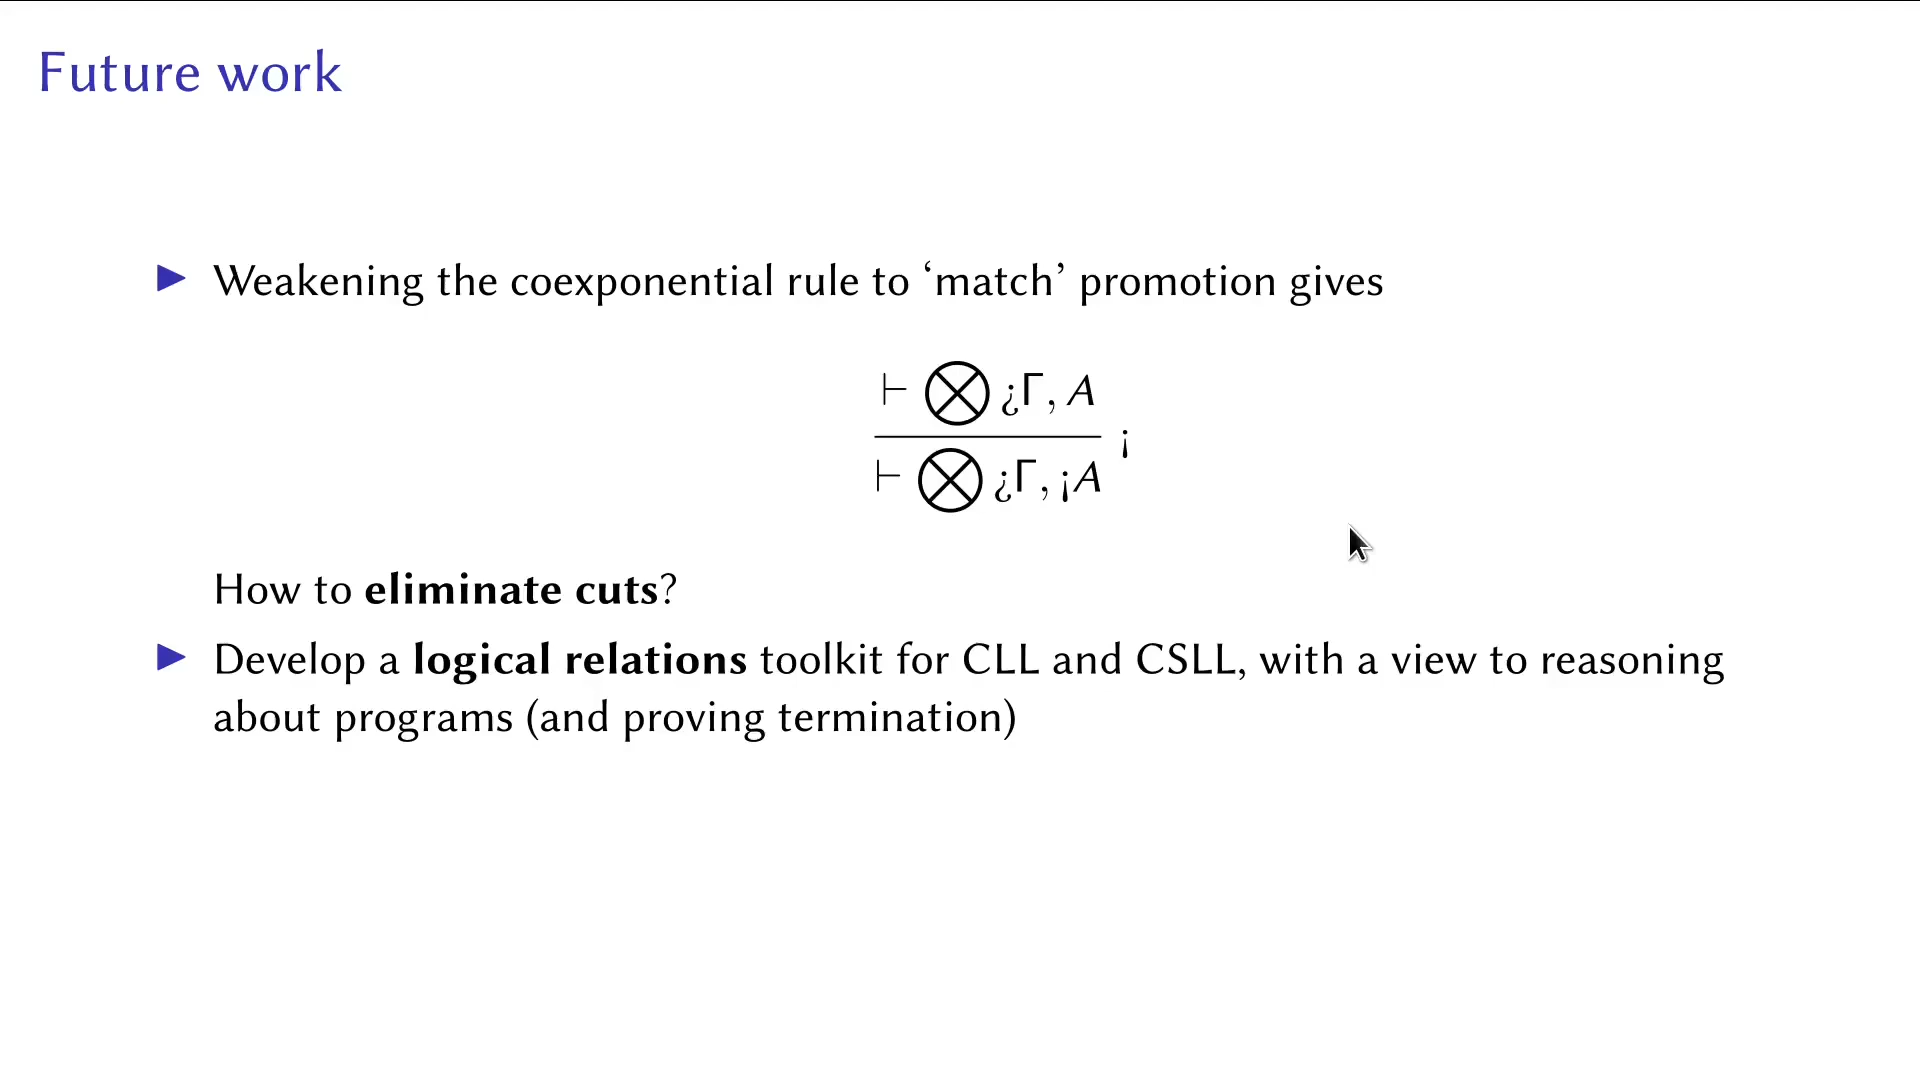 Future work
▶ Weakening the coexponential rule to ‘match’ promotion gives
⊢ ⨂ ¿Γ, A
¡
⊢ ⨂ ¿Γ, ¡A
How to eliminate cuts?
▶ Develop a logical relations toolkit for CLL and CSLL, with a view to reasoning
about programs (and proving termination)